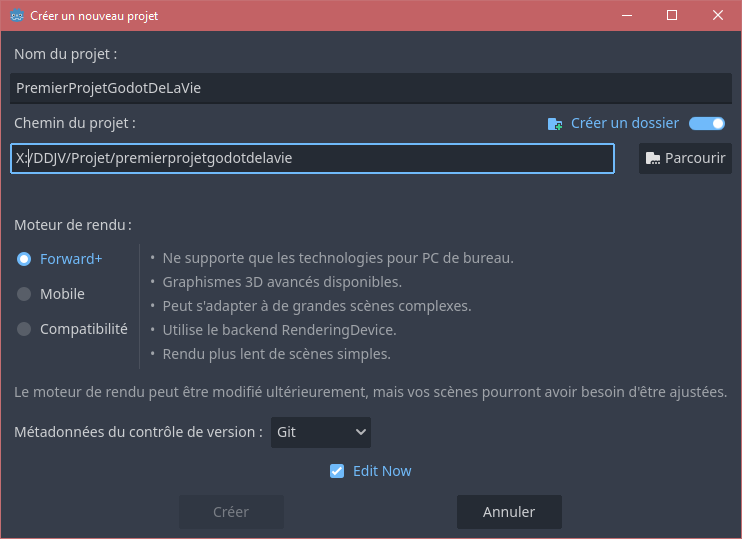 Créer un nouveau projet
Nom du projet :
PremierProjetGodotDeLaVie
Chemin du projet :
Créer un dossier
X:/DDJV/Projet/premierprojetgodotdelavie
Parcourir
Moteur de rendu :
Forward+
Mobile
Compatibilité
• Ne supporte que les technologies pour PC de bureau.
• Graphismes 3D avancés disponibles.
• Peut s'adapter à de grandes scènes complexes.
• Utilise le backend RenderingDevice.
• Rendu plus lent de scènes simples.
Le moteur de rendu peut être modifié ultérieurement, mais vos scènes pourront avoir besoin d'être ajustées.
Métadonnées du contrôle de version : Git
Edit Now
Créer
Annuler